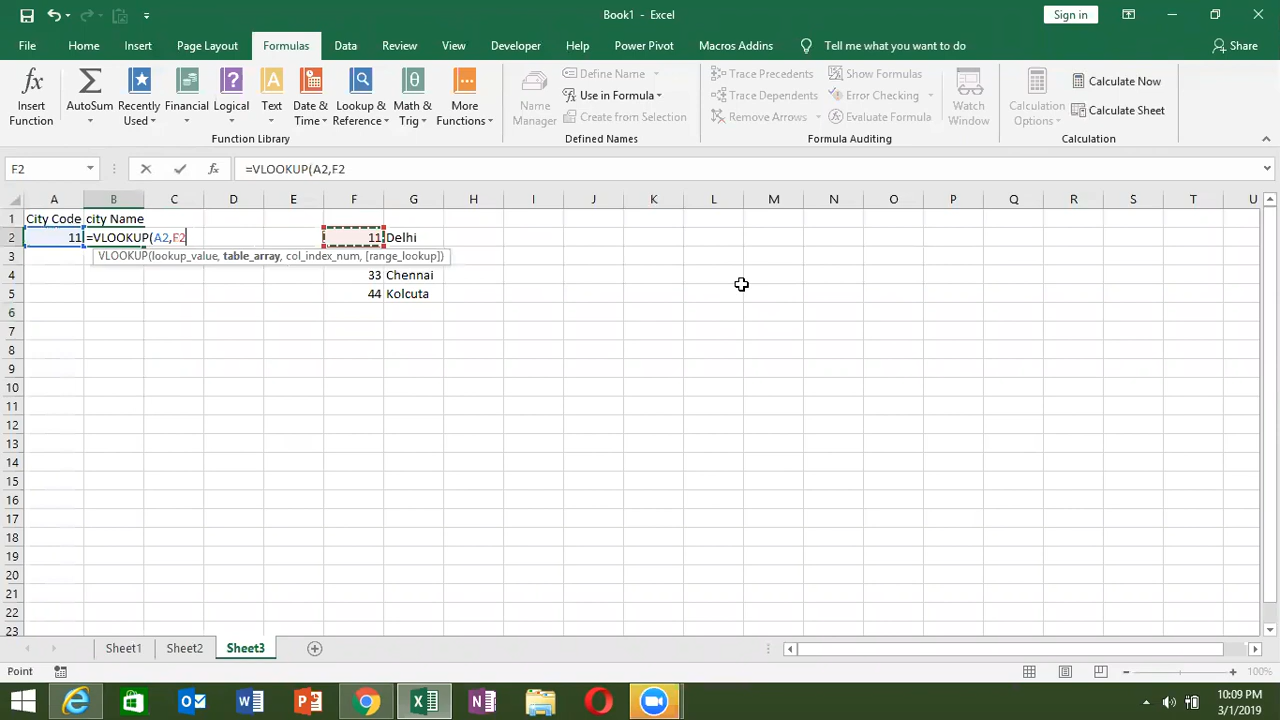 Book1 - Excel
Sign in
File Home Insert Page Layout Formulas Data Review View Developer Help Power Pivot Macros Addins Tell me what you want to do Share
Insert Function
AutoSum
Recently Used
Financial
Logical
Text
Date & Time
Lookup & Reference
Math & Trig
More Functions
Function Library
Name Manager
Define Name
Use in Formula
Create from Selection
Defined Names
Trace Precedents
Trace Dependents
Remove Arrows
Show Formulas
Error Checking
Evaluate Formula
Formula Auditing
Watch Window
Calculation Options
Calculate Now
Calculate Sheet
Calculation
F2 fx =VLOOKUP(A2,F2
A B C D E F G H I J K L M N O P Q R S T U
1 City Code city Name
2 11 =VLOOKUP(A2,F2 11 Delhi
3 VLOOKUP(lookup_value, table_array, col_index_num, [range_lookup])
4 33 Chennai
5 44 Kolcuta
6
7
8
9
10
11
12
13
14
15
16
17
18
19
20
21
22
23
Sheet1 Sheet2 Sheet3
Point 100%
10:09 PM
3/1/2019